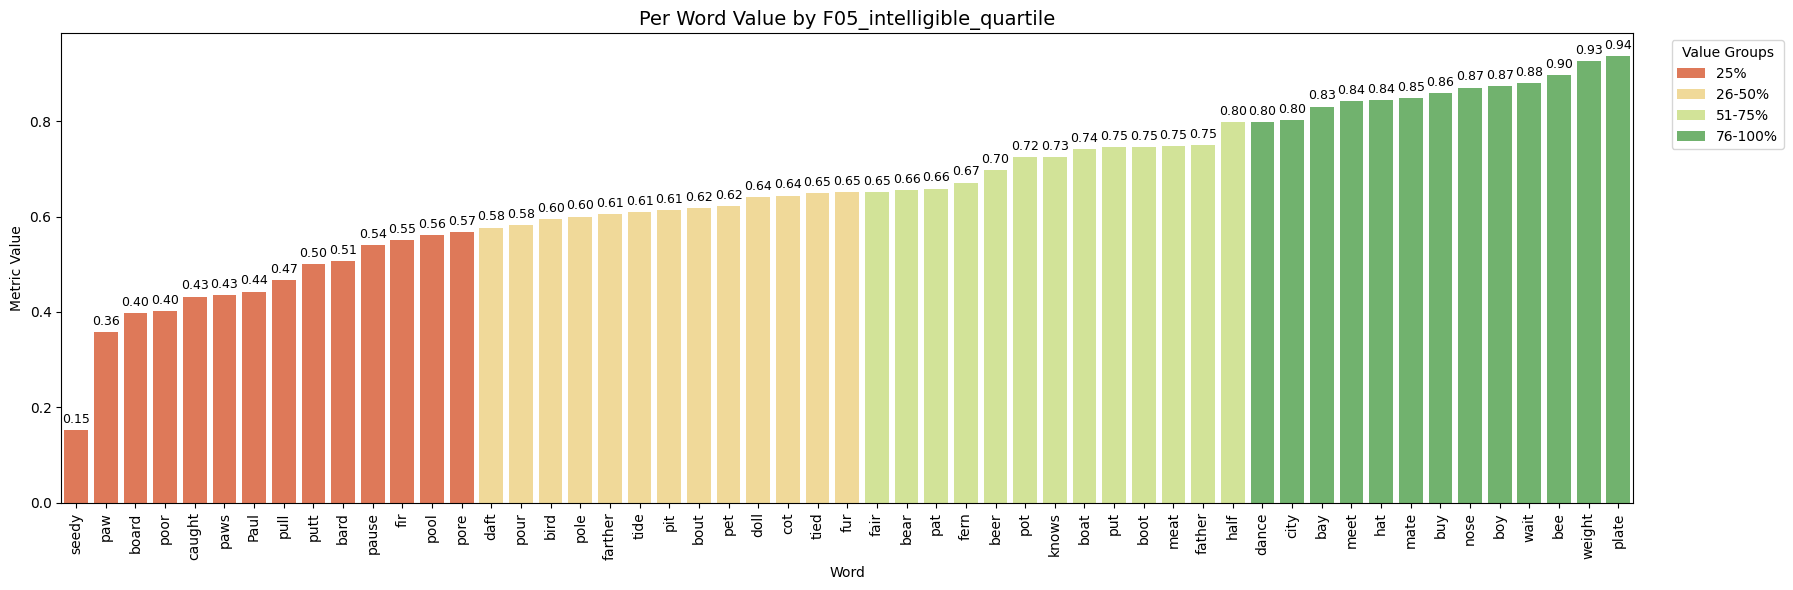 Per Word Value by F05_intelligible_quartile
Value Groups
25%
26-50%
51-75%
76-100%
Metric Value
0.8
0.6
0.4
0.2
0.0
0.15 0.36 0.40 0.40 0.43 0.43 0.44 0.47 0.50 0.51 0.54 0.55 0.56 0.57 0.58 0.58 0.60 0.60 0.61 0.61 0.61 0.62 0.62 0.64 0.64 0.65 0.65 0.65 0.66 0.66 0.67 0.70 0.72 0.73 0.74 0.75 0.75 0.75 0.75 0.80 0.80 0.80 0.83 0.84 0.84 0.85 0.86 0.87 0.87 0.88 0.90 0.93 0.94
seedy paw board poor caught paws Paul pull putt bard pause fir pool pore daft pour bird pole farther tide pit bout pet doll cot tied fur fair bear pat fern beer pot knows boat put boot meat father half dance city bay meet hat mate buy nose boy wait bee weight plate
Word